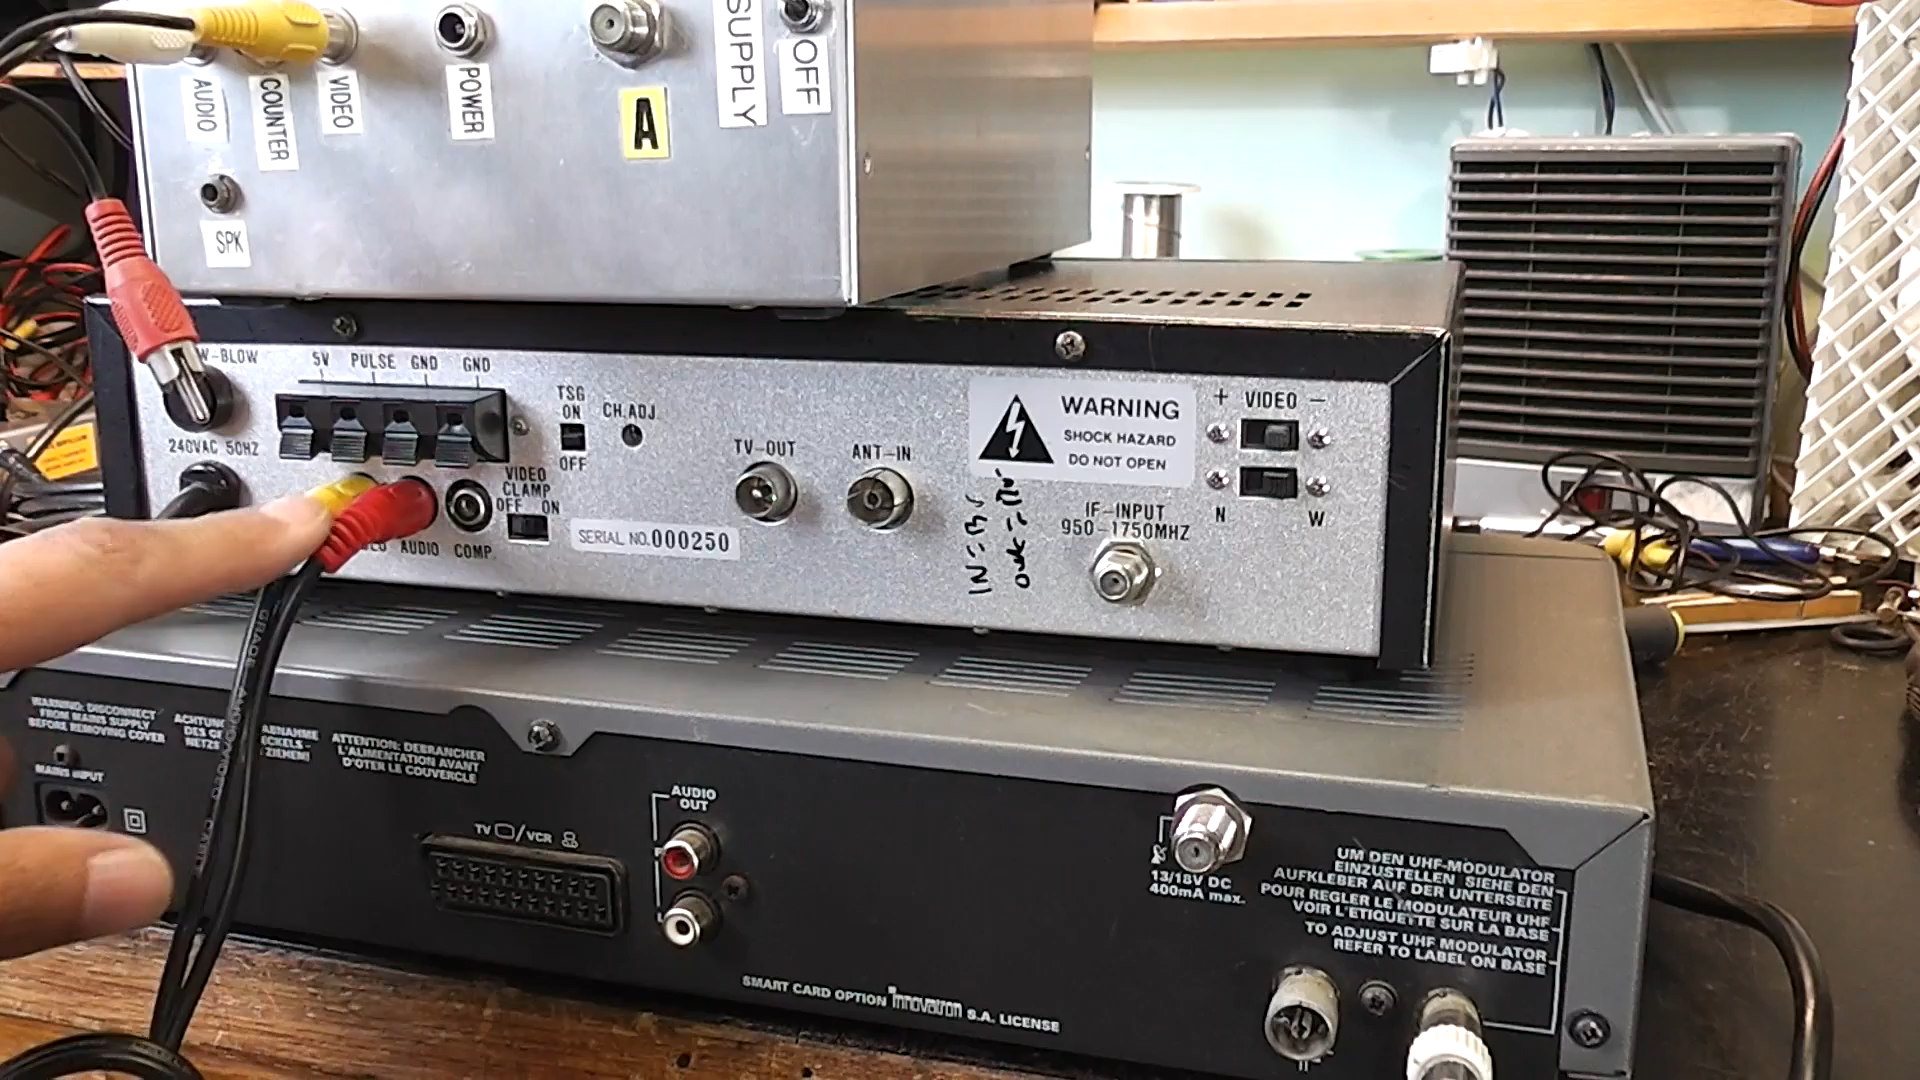 SUPPLY
OFF
AUDIO
COUNTER
VIDEO
POWER
A
SPK
W-BLOW
5V PULSE GND GND
240VAC 50HZ
TSG
ON
OFF
CH.ADJ.
VIDEO
CLAMP
OFF ON
AUDIO COMP.
SERIAL NO.000250
TV-OUT
ANT-IN
WARNING
SHOCK HAZARD
DO NOT OPEN
+ VIDEO -
N W
IF-INPUT
950-1750MHZ
WARNING: DISCONNECT
FROM MAINS SUPPLY
BEFORE REMOVING COVER
MAINS INPUT
ATTENTION: DEBRANCHER
L'ALIMENTATION AVANT
D'OTER LE COUVERCLE
TV /VCR
AUDIO
OUT
R
L
13/18V DC
400mA max.
UM DEN UHF-MODULATOR
EINZUSTELLEN SIEHE DEN
AUFKLEBER AUF DER UNTERSEITE
POUR REGLER LE MODULATEUR UHF
VOIR L'ETIQUETTE SUR LA BASE
TO ADJUST UHF MODULATOR
REFER TO LABEL ON BASE
SMART CARD OPTION innovatron S.A. LICENSE